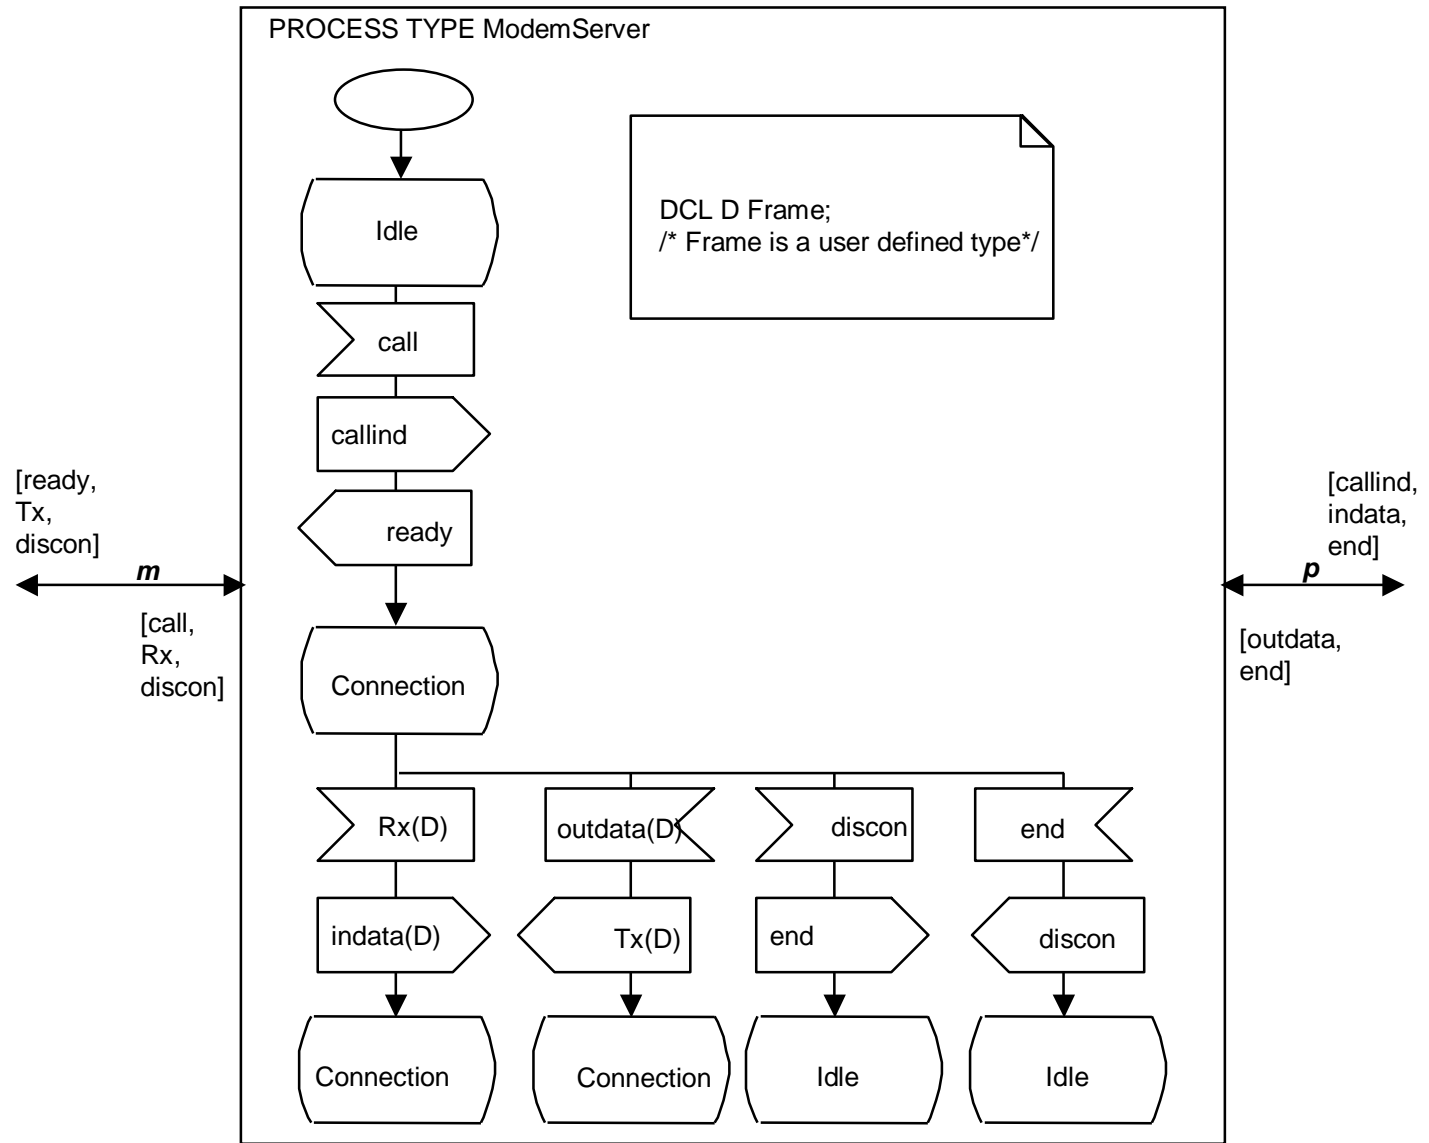 PROCESS TYPE ModemServer
DCL D Frame;
/* Frame is a user defined type*/
Idle
call
callind
ready
[ready,
Tx,
discon]
m
[call,
Rx,
discon]
[callind,
indata,
end]
p
[outdata,
end]
Connection
Rx(D)
outdata(D)
discon
end
indata(D)
Tx(D)
end
discon
Connection
Connection
Idle
Idle